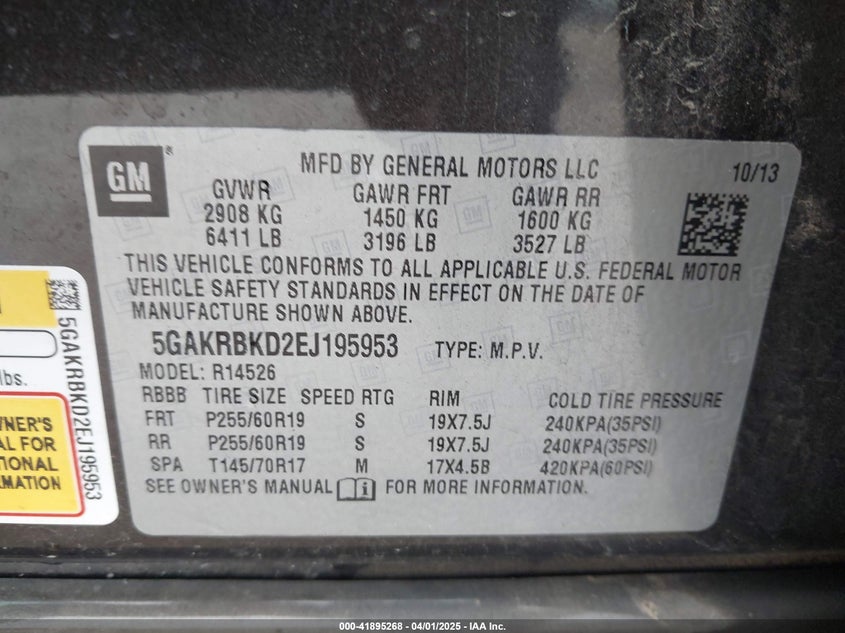 GM
MFD BY GENERAL MOTORS LLC
10/13
GVWR GAWR FRT GAWR RR
2908 KG 1450 KG 1600 KG
6411 LB 3196 LB 3527 LB
THIS VEHICLE CONFORMS TO ALL APPLICABLE U.S. FEDERAL MOTOR
VEHICLE SAFETY STANDARDS IN EFFECT ON THE DATE OF
MANUFACTURE SHOWN ABOVE.
5GAKRBKD2EJ195953 TYPE: M.P.V.
MODEL: R14526
RBBB TIRE SIZE SPEED RTG RIM COLD TIRE PRESSURE
FRT P255/60R19 S 19X7.5J 240KPA(35PSI)
RR P255/60R19 S 19X7.5J 240KPA(35PSI)
SPA T145/70R17 M 17X4.5B 420KPA(60PSI)
SEE OWNER'S MANUAL FOR MORE INFORMATION.
5GAKRBKD2EJ195953
lbs.
OWNER'S
AL FOR
TIONAL
RMATION
000-41895268 - 04/01/2025 - IAA Inc.